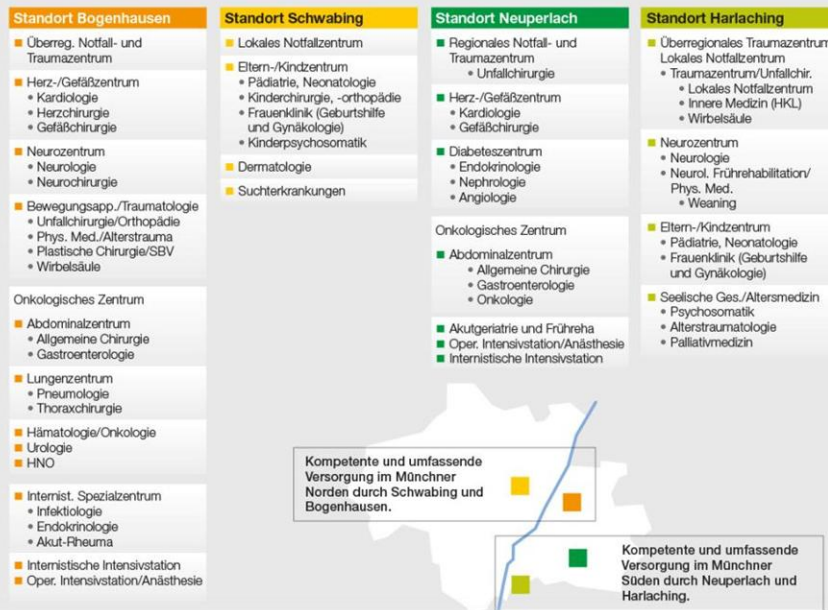 Standort Bogenhausen
Überreg. Notfall- und
Traumazentrum
Herz-/Gefäßzentrum
Kardiologie
Herzchirurgie
Gefäßchirurgie
Neurozentrum
Neurologie
Neurochirurgie
Bewegungsapp./Traumatologie
Unfallchirurgie/Orthopädie
Phys. Med./Alterstrauma
Plastische Chirurgie/SBV
Wirbelsäule
Onkologisches Zentrum
Abdominalzentrum
Allgemeine Chirurgie
Gastroenterologie
Lungenzentrum
Pneumologie
Thoraxchirurgie
Hämatologie/Onkologie
Urologie
HNO
Internist. Spezialzentrum
Infektiologie
Endokrinologie
Akut-Rheuma
Internistische Intensivstation
Oper. Intensivstation/Anästhesie
Standort Schwabing
Lokales Notfallzentrum
Eltern-/Kindzentrum
Pädiatrie, Neonatologie
Kinderchirurgie, -orthopädie
Frauenklinik (Geburtshilfe
und Gynäkologie)
Kinderpsychosomatik
Dermatologie
Suchterkrankungen
Standort Neuperlach
Regionales Notfall- und
Traumazentrum
Unfallchirurgie
Herz-/Gefäßzentrum
Kardiologie
Gefäßchirurgie
Diabeteszentrum
Endokrinologie
Nephrologie
Angiologie
Onkologisches Zentrum
Abdominalzentrum
Allgemeine Chirurgie
Gastroenterologie
Onkologie
Akutgeriatrie und Frühreha
Oper. Intensivstation/Anästhesie
Internistische Intensivstation
Standort Harlaching
Überregionales Traumazentrum
Lokales Notfallzentrum
Traumazentrum/Unfallchir.
Lokales Notfallzentrum
Innere Medizin (HKL)
Wirbelsäule
Neurozentrum
Neurologie
Neurol. Frührehabilitation/
Phys. Med.
Weaning
Eltern-/Kindzentrum
Pädiatrie, Neonatologie
Frauenklinik (Geburtshilfe
und Gynäkologie)
Seelische Ges./Altersmedizin
Psychosomatik
Alterstraumatologie
Palliativmedizin
Kompetente und umfassende
Versorgung im Münchner
Norden durch Schwabing und
Bogenhausen.
Kompetente und umfassende
Versorgung im Münchner
Süden durch Neuperlach und
Harlaching.